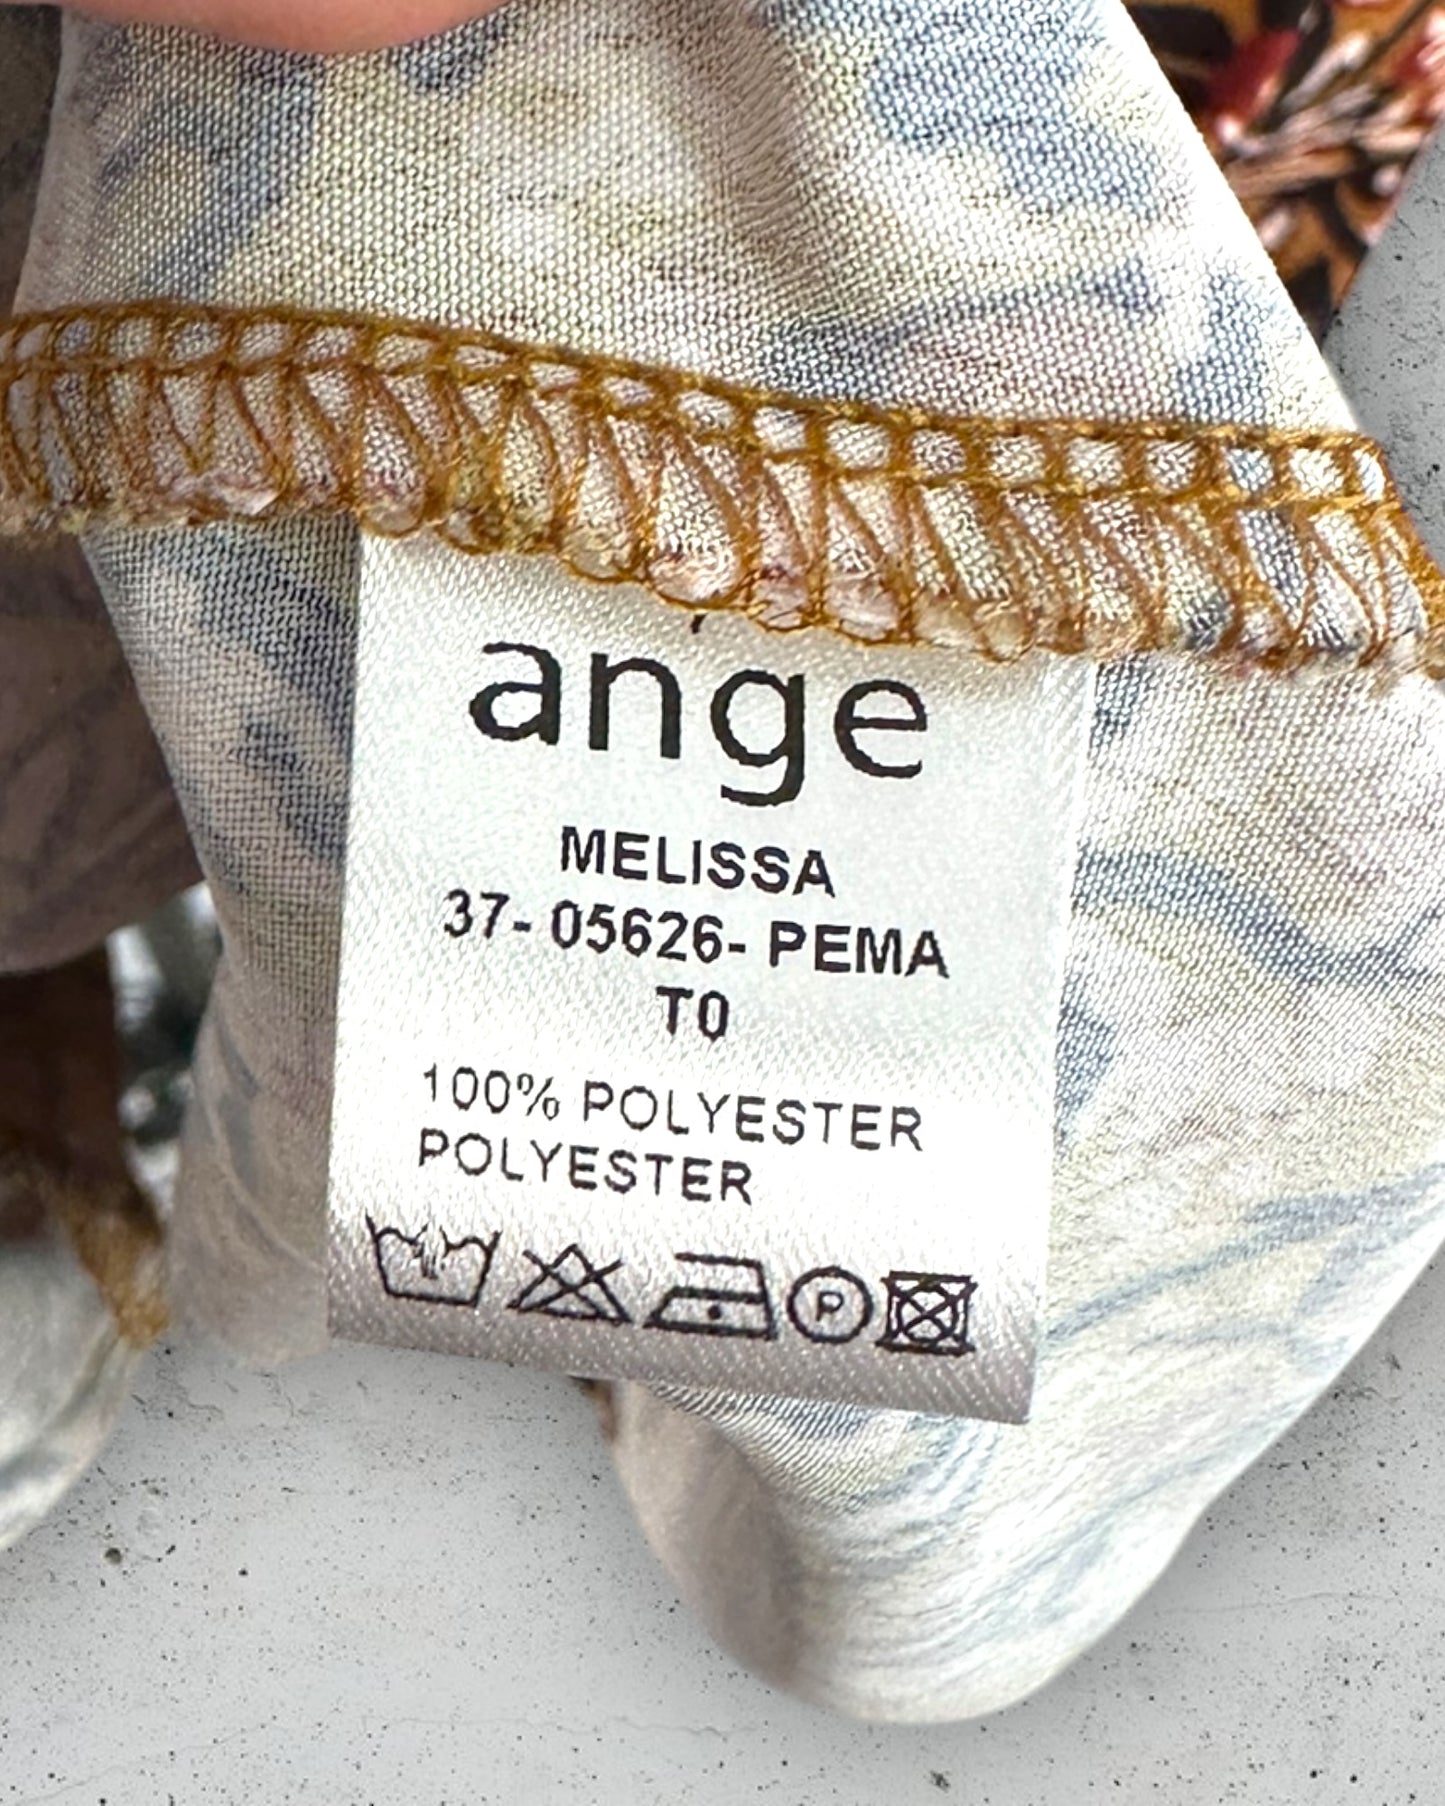 ange
MELISSA
37- 05626- PEMA
T0
100% POLYESTER
POLYESTER
P